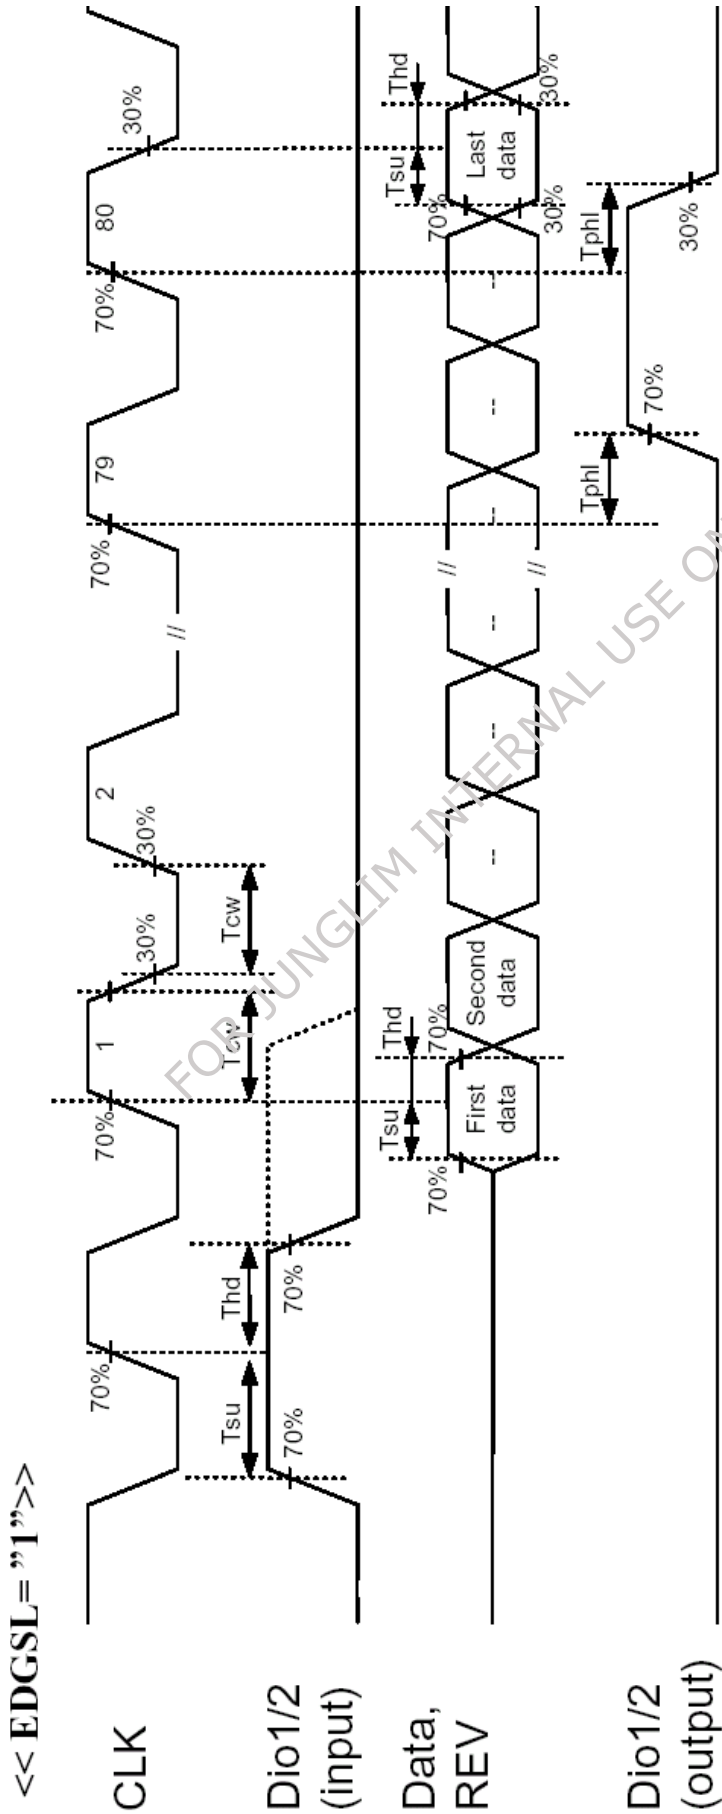 << EDGSL= ”1”>>
CLK
70%
70%
1
30%
30%
2
//
70%
79
70%
80
30%
Dio1/2
(input)
Tsu
Thd
Tcw
Tcw
70%
70%
Data,
REV
Tsu
Thd
70%
70%
First
data
Second
data
--
--
--
//
//
--
--
--
Tsu
Thd
70%
30%
30%
Last
data
Dio1/2
(output)
Tphl
70%
Tphl
30%
FOR JUNGLIM INTERNAL USE